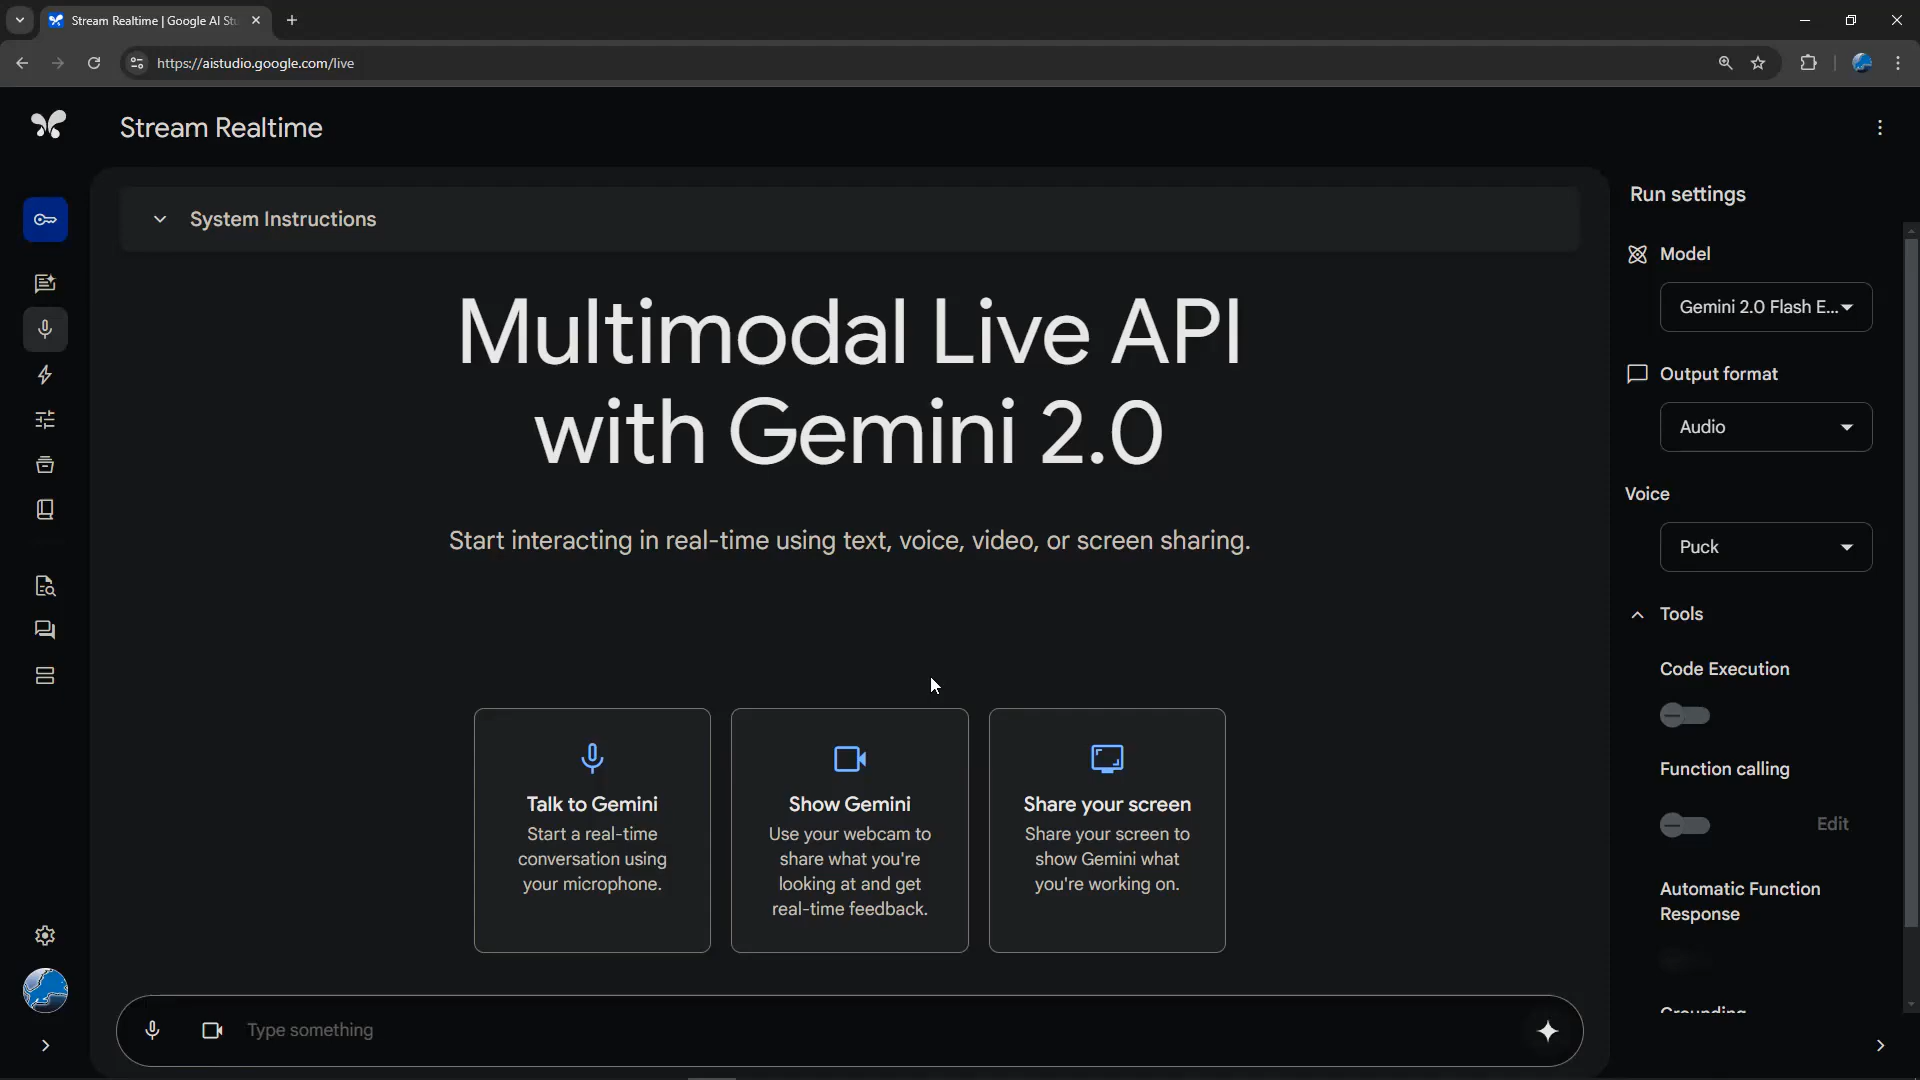 Stream Realtime | Google AI Stu
https://aistudio.google.com/live
Stream Realtime
System Instructions
Multimodal Live API
with Gemini 2.0
Start interacting in real-time using text, voice, video, or screen sharing.
Talk to Gemini
Start a real-time
conversation using
your microphone.
Show Gemini
Use your webcam to
share what you're
looking at and get
real-time feedback.
Share your screen
Share your screen to
show Gemini what
you're working on.
Type something
Run settings
Model
Gemini 2.0 Flash E...
Output format
Audio
Voice
Puck
Tools
Code Execution
Function calling
Edit
Automatic Function
Response
Grounding